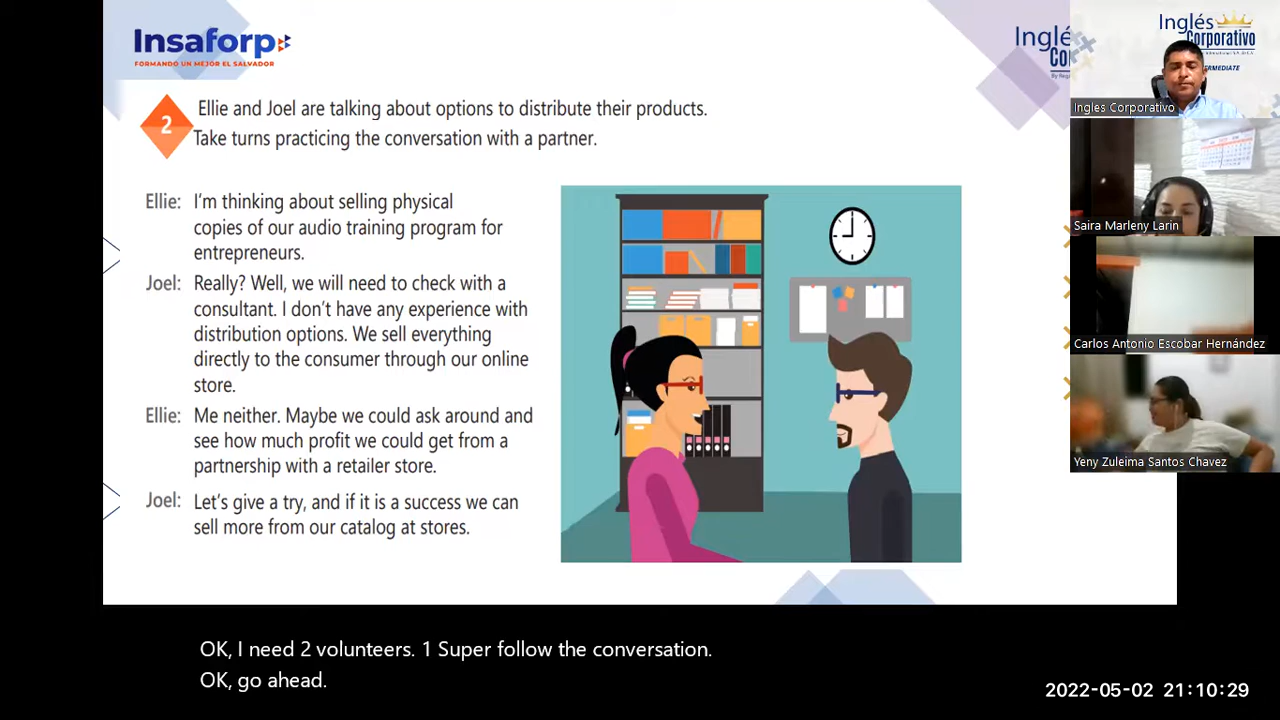 Insaforp
FORMANDO UN MEJOR EL SALVADOR
Inglé
Co
By Rega
Inglés
Corporativo
ERMEDIATE
Ingles Corporativo
Saira Marleny Larin
Carlos Antonio Escobar Hernández
Yeny Zuleima Santos Chavez
2
Ellie and Joel are talking about options to distribute their products.
Take turns practicing the conversation with a partner.
Ellie: I'm thinking about selling physical
copies of our audio training program for
entrepreneurs.
Joel: Really? Well, we will need to check with a
consultant. I don't have any experience with
distribution options. We sell everything
directly to the consumer through our online
store.
Ellie: Me neither. Maybe we could ask around and
see how much profit we could get from a
partnership with a retailer store.
Joel: Let's give a try, and if it is a success we can
sell more from our catalog at stores.
OK, I need 2 volunteers. 1 Super follow the conversation.
OK, go ahead.
2022-05-02 21:10:29